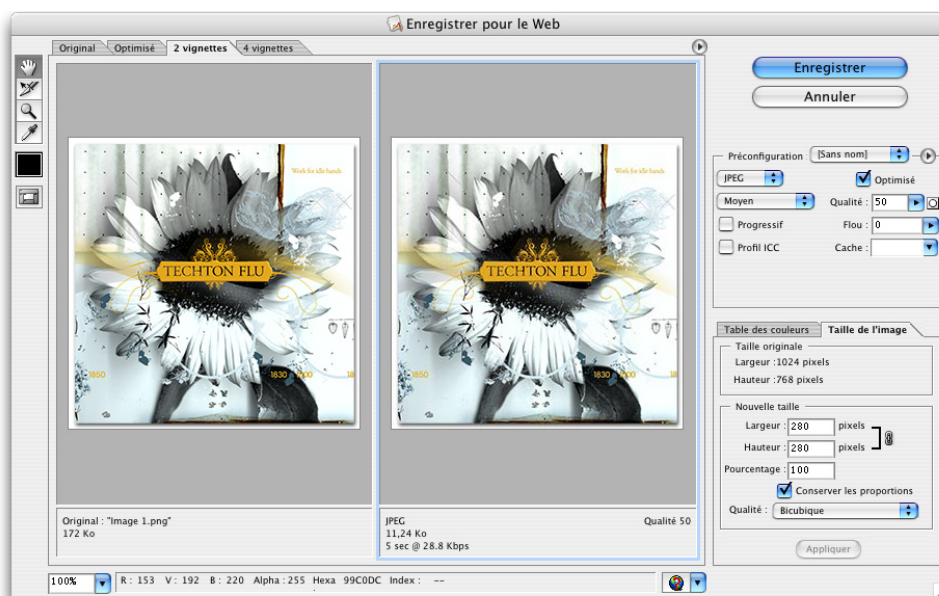 Enregistrer pour le Web
Original
Optimisé
2 vignettes
4 vignettes
Work for idle hands
TECHTON FLU
1850
1830
1900
18
Work for idle hands
TECHTON FLU
1850
1830
1900
18
Original : "Image 1.png"
172 Ko
JPEG
Qualité 50
11,24 Ko
5 sec @ 28.8 Kbps
100%
R : 153 V : 192 B : 220 Alpha : 255 Hexa 99C0DC Index : --
Enregistrer
Annuler
Préconfiguration : [Sans nom]
JPEG
Optimisé
Moyen
Qualité : 50
Progressif
Flou : 0
Profil ICC
Cache :
Table des couleurs
Taille de l'image
Taille originale
Largeur :1024 pixels
Hauteur :768 pixels
Nouvelle taille
Largeur : 280 pixels
Hauteur : 280 pixels
Pourcentage : 100
Conserver les proportions
Qualité : Bicubique
Appliquer